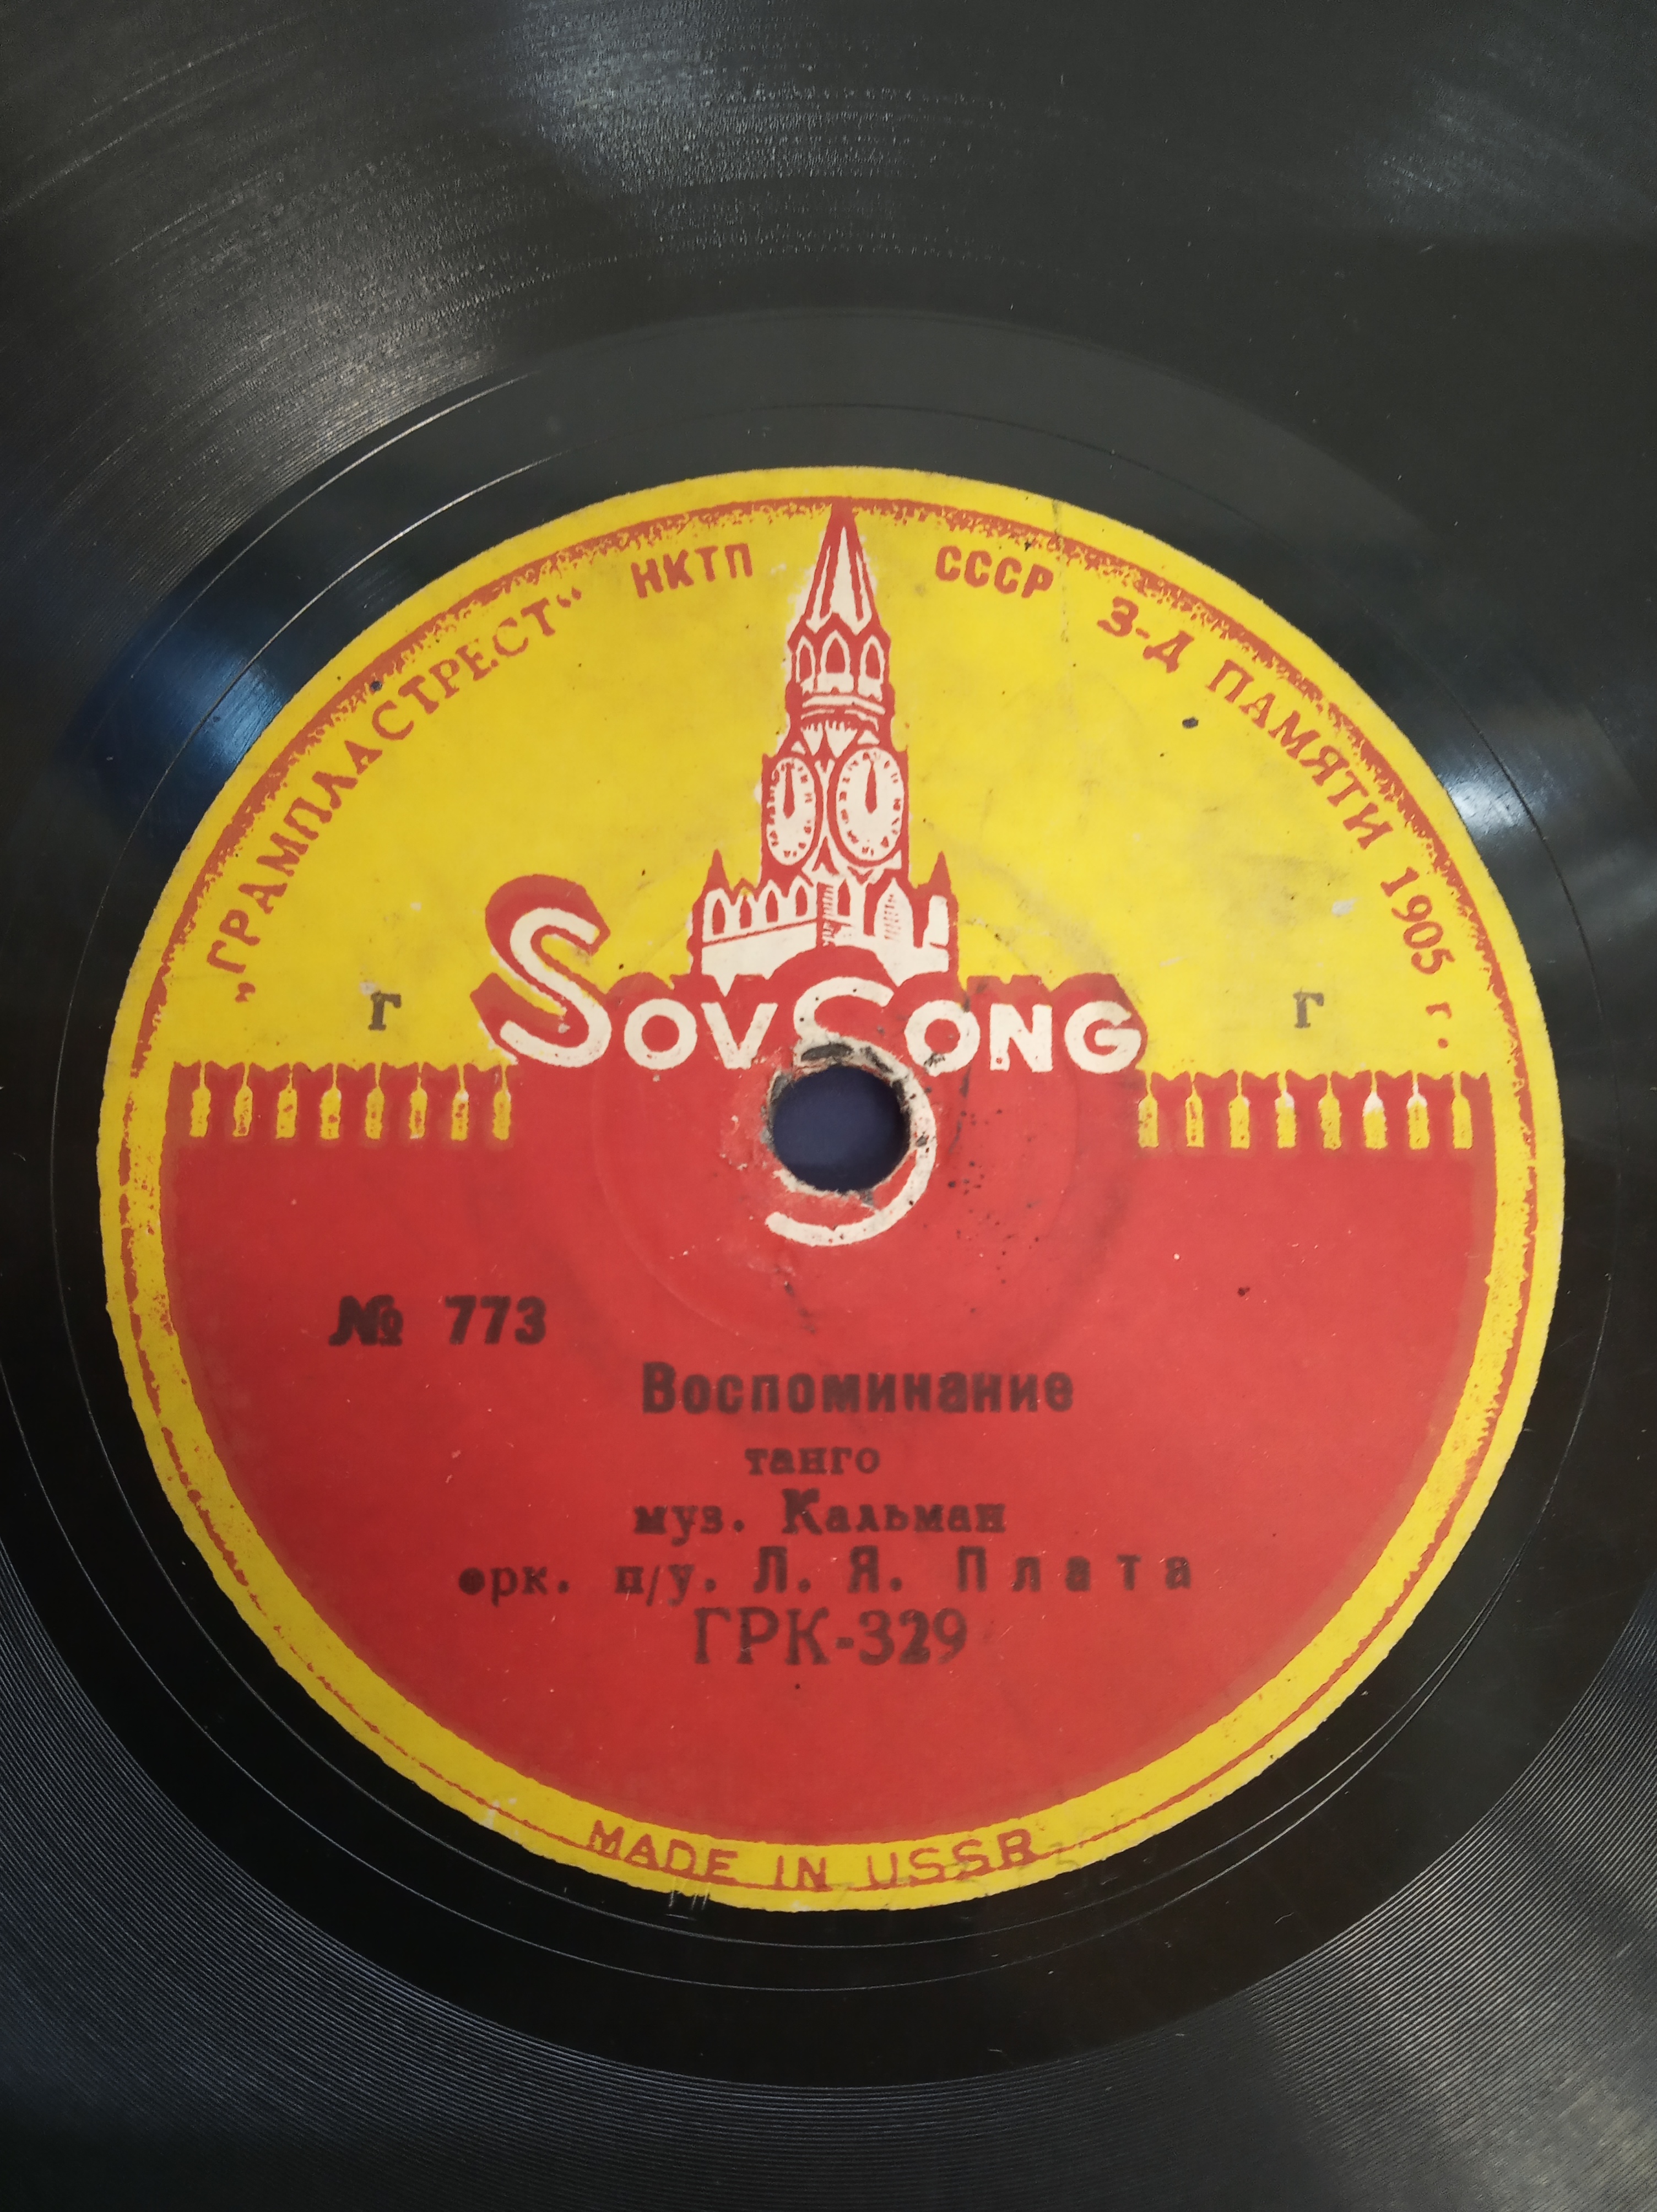 „ГРАМПЛАСТРЕСТ“ НКТП СССР З-Д ПАМЯТИ 1905 г.
SovSong
Г Г
№ 773
Воспоминание
танго
муз. Кальман
орк. п/у. Л. Я. Плата
ГРК-329
MADE IN USSR